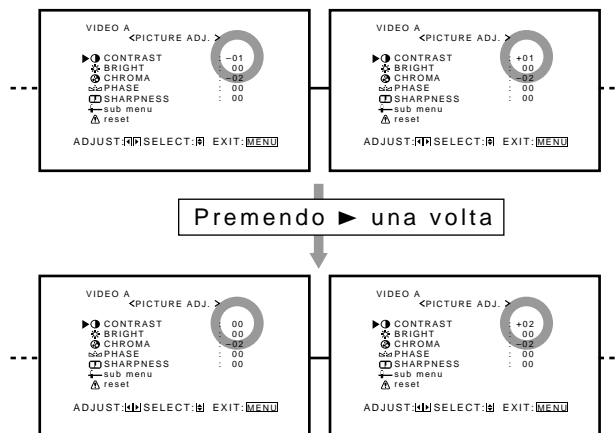 VIDEO A
<PICTURE ADJ. >
CONTRAST : –01
BRIGHT : 00
CHROMA : –02
PHASE : 00
SHARPNESS : 00
sub menu
reset
ADJUST: SELECT: EXIT: MENU
VIDEO A
<PICTURE ADJ. >
CONTRAST : +01
BRIGHT : 00
CHROMA : –02
PHASE : 00
SHARPNESS : 00
sub menu
reset
ADJUST: SELECT: EXIT: MENU
Premendo ► una volta
VIDEO A
<PICTURE ADJ. >
CONTRAST : 00
BRIGHT : 00
CHROMA : –02
PHASE : 00
SHARPNESS : 00
sub menu
reset
ADJUST: SELECT: EXIT: MENU
VIDEO A
<PICTURE ADJ. >
CONTRAST : +02
BRIGHT : 00
CHROMA : –02
PHASE : 00
SHARPNESS : 00
sub menu
reset
ADJUST: SELECT: EXIT: MENU